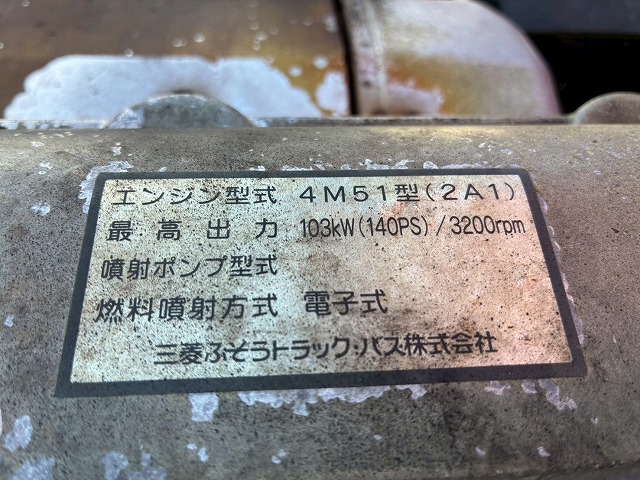 エンジン型式 4M51型(2A1)
最高出力 103kW(140PS)/3200rpm
噴射ポンプ型式
燃料噴射方式 電子式
三菱ふそうトラック・バス株式会社